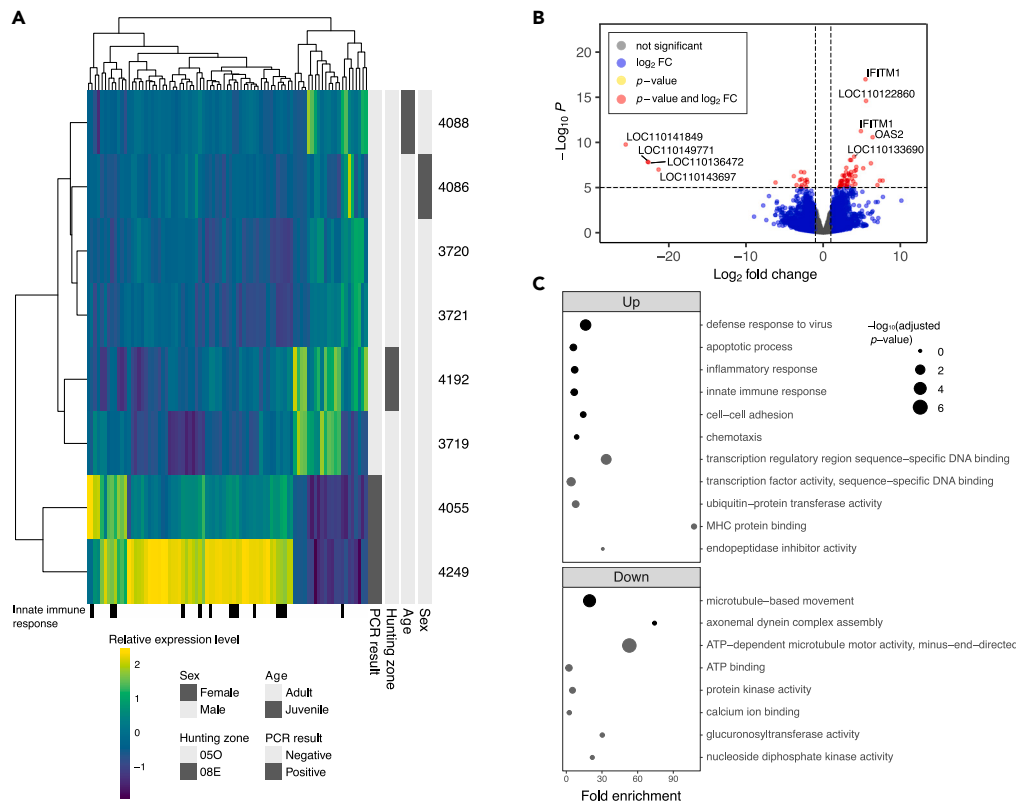 A
4088
4086
3720
3721
4192
3719
4055
4249
Innate immune
response
PCR result
Hunting zone
Age
Sex
Relative expression level
2
1
0
−1
Sex
Female
Male
Age
Adult
Juvenile
Hunting zone
05O
08E
PCR result
Negative
Positive
B
not significant
log2 FC
p−value
p−value and log2 FC
IFITM1
LOC110122860
IFITM1
OAS2
LOC110133690
LOC110141849
LOC110149771
LOC110136472
LOC110143697
−Log10 P
20
15
10
5
0
−20
−10
0
10
Log2 fold change
C
Up
defense response to virus
apoptotic process
inflammatory response
innate immune response
cell−cell adhesion
chemotaxis
transcription regulatory region sequence−specific DNA binding
transcription factor activity, sequence−specific DNA binding
ubiquitin−protein transferase activity
MHC protein binding
endopeptidase inhibitor activity
−log10(adjusted
p−value)
0
2
4
6
Down
microtubule−based movement
axonemal dynein complex assembly
ATP−dependent microtubule motor activity, minus−end−directed
ATP binding
protein kinase activity
calcium ion binding
glucuronosyltransferase activity
nucleoside diphosphate kinase activity
0
30
60
90
Fold enrichment